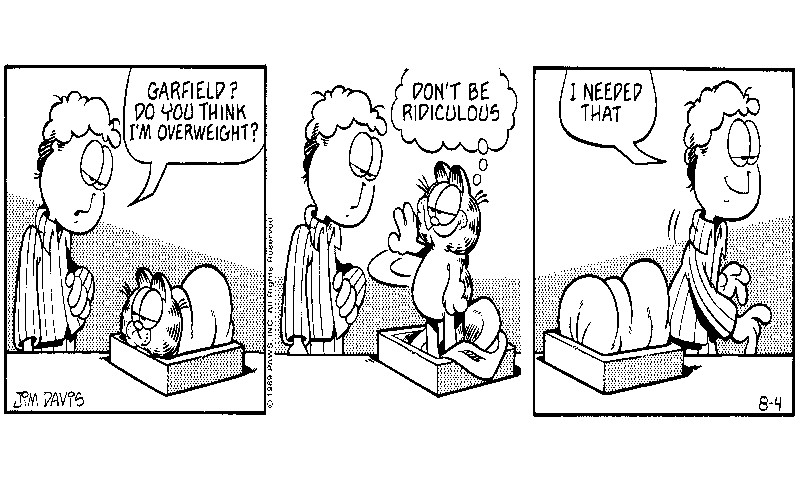 GARFIELD?
DO YOU THINK
I'M OVERWEIGHT?
JIM DAVIS
DON'T BE
RIDICULOUS
I NEEDED
THAT
8-4